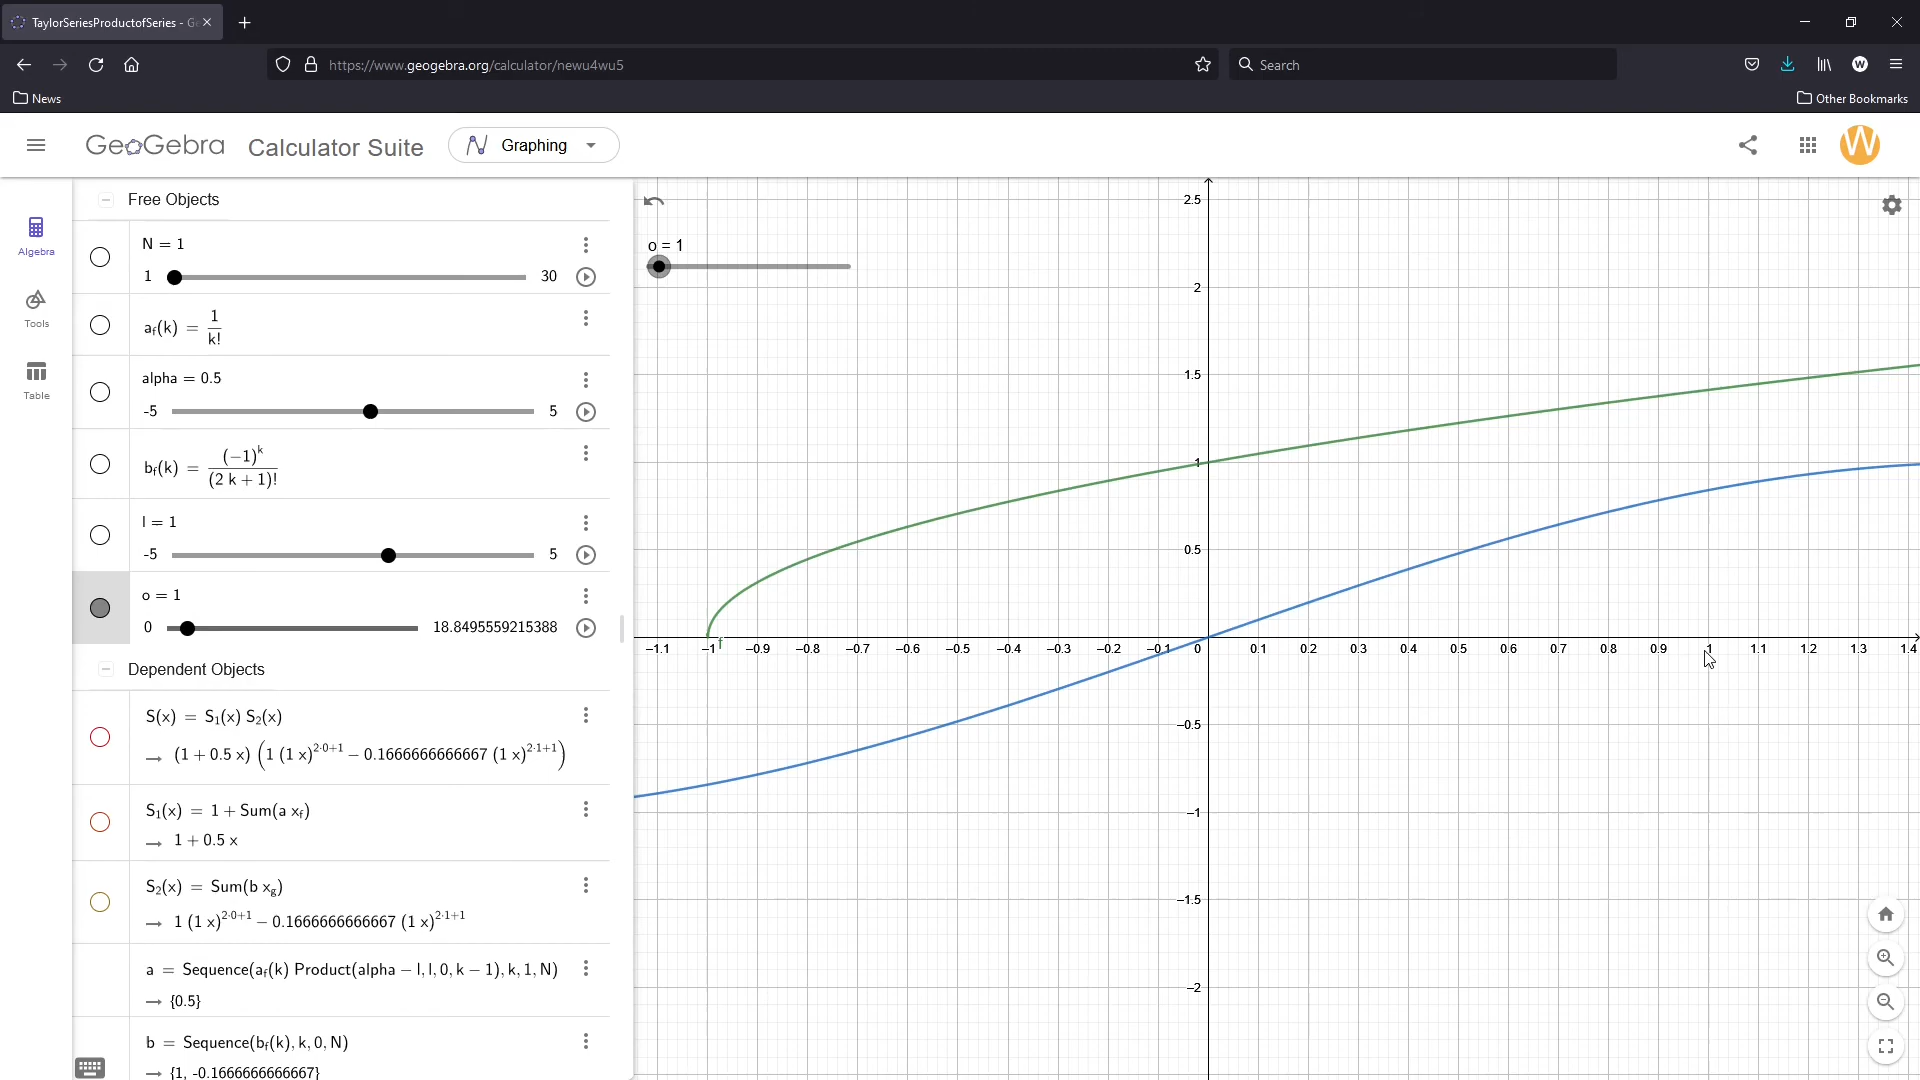 TaylorSeriesProductofSeries - Ge
https://www.geogebra.org/calculator/newu4wu5
Search
W
News
Other Bookmarks
GeoGebra
Calculator Suite
Graphing
W
Algebra
Tools
Table
Free Objects
N = 1
1 30
a_f(k) = 1/k!
alpha = 0.5
-5 5
b_f(k) = (−1)^k/(2 k + 1)!
l = 1
-5 5
o = 1
0 18.8495559215388
Dependent Objects
S(x) = S₁(x) S₂(x)
→ (1 + 0.5 x) (1 (1 x)^(2·0+1) − 0.1666666666667 (1 x)^(2·1+1))
S₁(x) = 1 + Sum(a x_f)
→ 1 + 0.5 x
S₂(x) = Sum(b x_g)
→ 1 (1 x)^(2·0+1) − 0.1666666666667 (1 x)^(2·1+1)
a = Sequence(a_f(k) Product(alpha − l, l, 0, k − 1), k, 1, N)
→ {0.5}
b = Sequence(b_f(k), k, 0, N)
→ {1, -0.1666666666667}
o = 1
2.5
2
1.5
1
0.5
f
−1.1 −1 −0.9 −0.8 −0.7 −0.6 −0.5 −0.4 −0.3 −0.2 −0.1 0 0.1 0.2 0.3 0.4 0.5 0.6 0.7 0.8 0.9 1 1.1 1.2 1.3 1.4
−0.5
−1
−1.5
−2